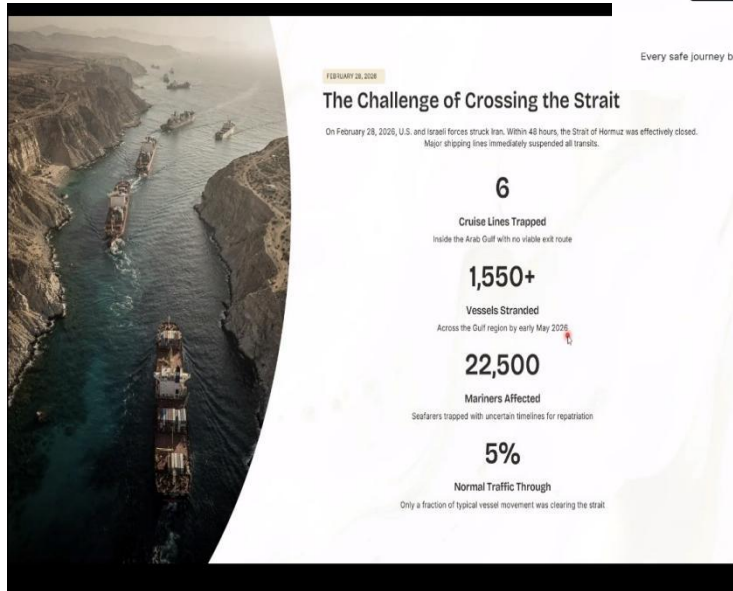 Every safe journey b
FEBRUARY 28, 2026
The Challenge of Crossing the Strait
On February 28, 2026, U.S. and Israeli forces struck Iran. Within 48 hours, the Strait of Hormuz was effectively closed.
Major shipping lines immediately suspended all transits.
6
Cruise Lines Trapped
Inside the Arab Gulf with no viable exit route
1,550+
Vessels Stranded
Across the Gulf region by early May 2026
22,500
Mariners Affected
Seafarers trapped with uncertain timelines for repatriation
5%
Normal Traffic Through
Only a fraction of typical vessel movement was clearing the strait